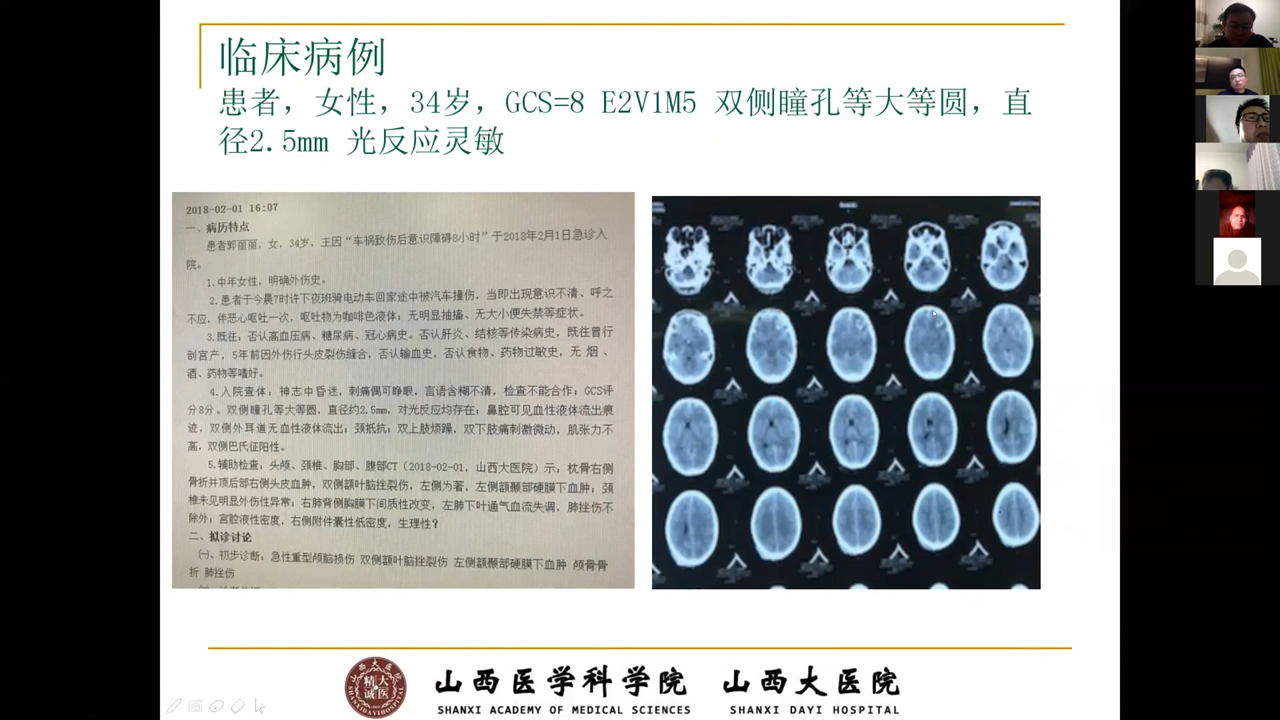 临床病例
患者，女性，34岁，GCS=8 E2V1M5 双侧瞳孔等大等圆，直
径2.5mm 光反应灵敏
2018-02-01 16:07
一、病历特点
患者郭丽丽，女，34岁，主因“车祸致伤后意识障碍8小时”于2018年2月1日急诊入
院。
1.中年女性，明确外伤史。
2.患者于今晨7时许下夜班骑电动车回家途中被汽车撞伤，当即出现意识不清、呼之
不应，伴恶心呕吐一次，呕吐物为咖啡色液体；无明显抽搐、无大小便失禁等症状。
3.既往：否认高血压病、糖尿病、冠心病史。否认肝炎、结核等传染病史，既往曾行
剖宫产，5年前因外伤行头皮裂伤缝合，否认输血史，否认食物、药物过敏史，无 烟 、
酒、药物等嗜好。
4.入院查体：神志中昏迷，刺痛偶可睁眼，言语含糊不清，检查不能合作；GCS评
分8分。双侧瞳孔等大等圆，直径约2.5mm，对光反应均存在；鼻腔可见血性液体流出痕
迹，双侧外耳道无血性液体流出；颈抵抗；双上肢烦躁，双下肢痛刺激微动，肌张力不
高，双侧巴氏征阳性。
5.辅助检查：头颅、颈椎、胸部、腹部CT（2018-02-01，山西大医院）示：枕骨右侧
骨折并顶后部右侧头皮血肿，双侧额叶脑挫裂伤，左侧为著，左侧额颞部硬膜下血肿；颈
椎未见明显外伤性异常；右肺背侧胸膜下间质性改变，左肺下叶通气血流失调，肺挫伤不
除外；宫腔液性密度，右侧附件囊性低密度，生理性？
二、拟诊讨论
㈠、初步诊断：急性重型颅脑损伤 双侧额叶脑挫裂伤 左侧额颞部硬膜下血肿 颅骨骨
折 肺挫伤
山西大医
精大
诚医
SHANXIDAYIHOSPITAL
山西医学科学院 山西大医院
SHANXI ACADEMY OF MEDICAL SCIENCES SHANXI DAYI HOSPITAL